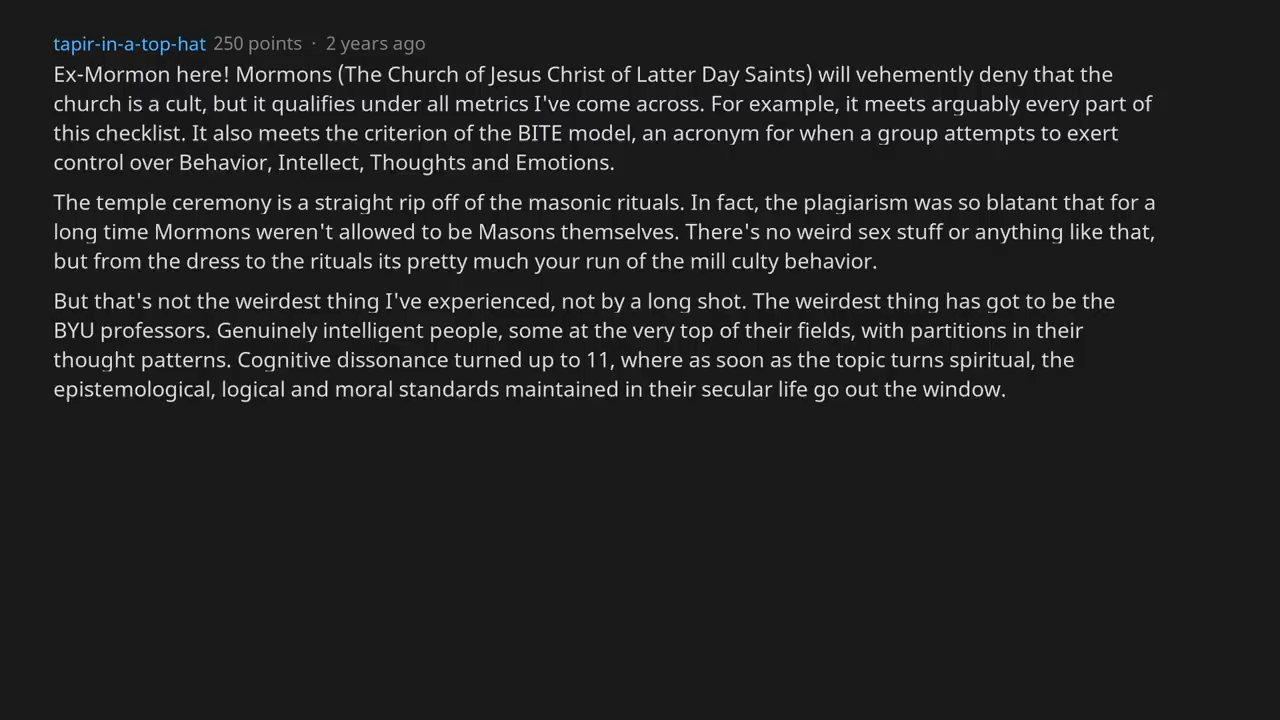 tapir-in-a-top-hat 250 points · 2 years ago
Ex-Mormon here! Mormons (The Church of Jesus Christ of Latter Day Saints) will vehemently deny that the
church is a cult, but it qualifies under all metrics I've come across. For example, it meets arguably every part of
this checklist. It also meets the criterion of the BITE model, an acronym for when a group attempts to exert
control over Behavior, Intellect, Thoughts and Emotions.
The temple ceremony is a straight rip off of the masonic rituals. In fact, the plagiarism was so blatant that for a
long time Mormons weren't allowed to be Masons themselves. There's no weird sex stuff or anything like that,
but from the dress to the rituals its pretty much your run of the mill culty behavior.
But that's not the weirdest thing I've experienced, not by a long shot. The weirdest thing has got to be the
BYU professors. Genuinely intelligent people, some at the very top of their fields, with partitions in their
thought patterns. Cognitive dissonance turned up to 11, where as soon as the topic turns spiritual, the
epistemological, logical and moral standards maintained in their secular life go out the window.